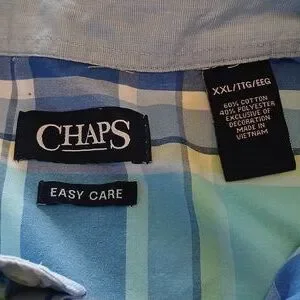 CHAPS
EASY CARE
XXL/TTG/EEG
60% COTTON
40% POLYESTER
EXCLUSIVE OF
DECORATION
MADE IN
VIETNAM